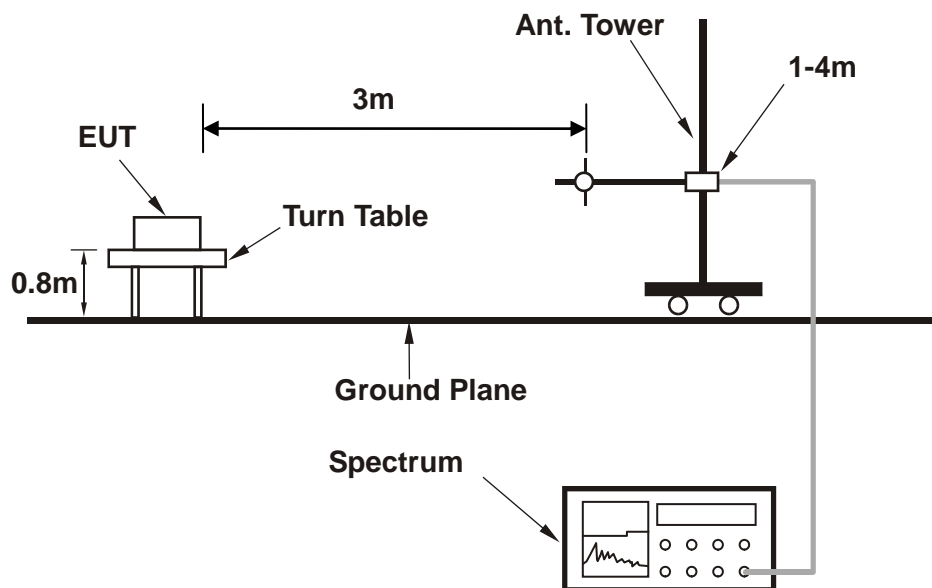 Ant. Tower
1-4m
3m
EUT
Turn Table
0.8m
Ground Plane
Spectrum